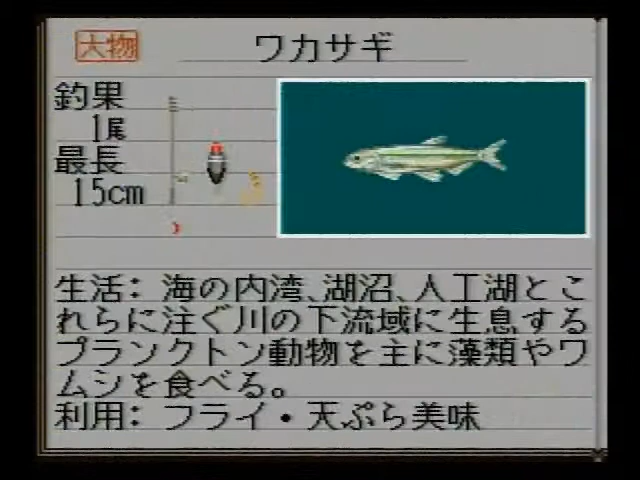 大物 ワカサギ
釣果
1尾
最長
15cm
生活: 海の内湾、湖沼、人工湖とこ
れらに注ぐ川の下流域に生息する
プランクトン動物を主に藻類やワ
ムシを食べる。
利用: フライ・天ぷら美味